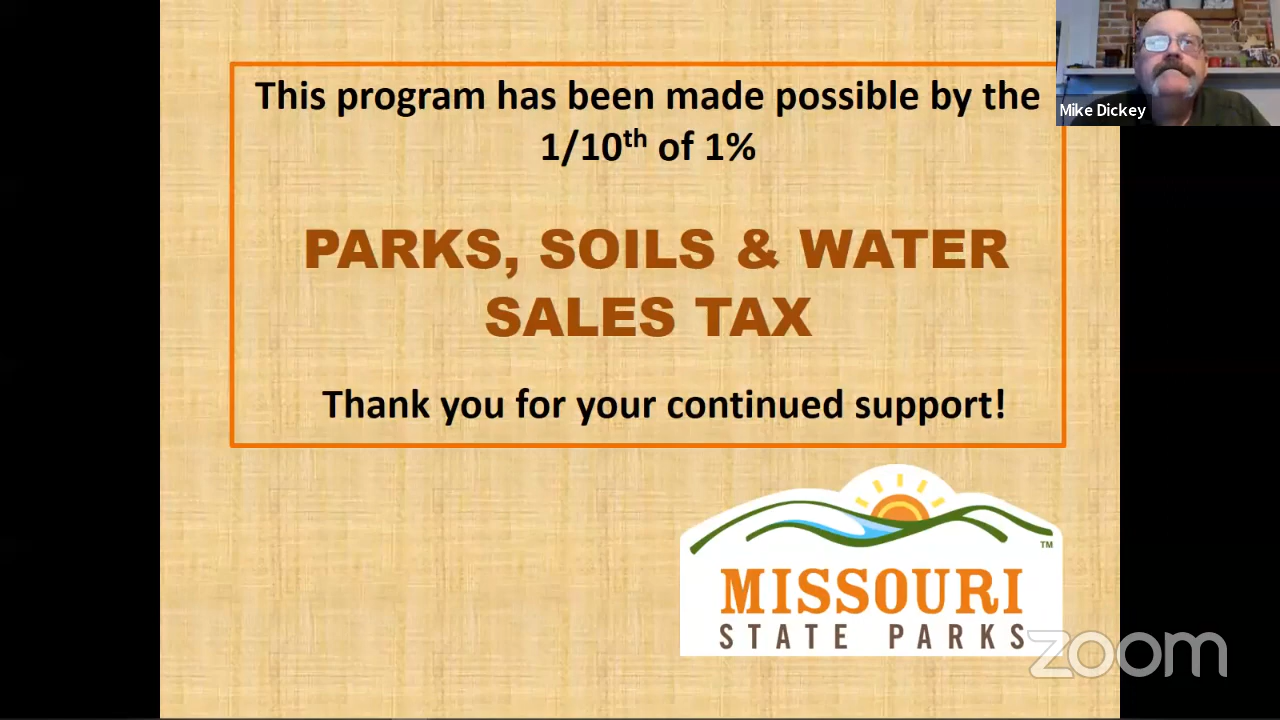 This program has been made possible by the
1/10th of 1%
PARKS, SOILS & WATER
SALES TAX
Thank you for your continued support!
Mike Dickey
TM
MISSOURI
STATE PARKS
zoom